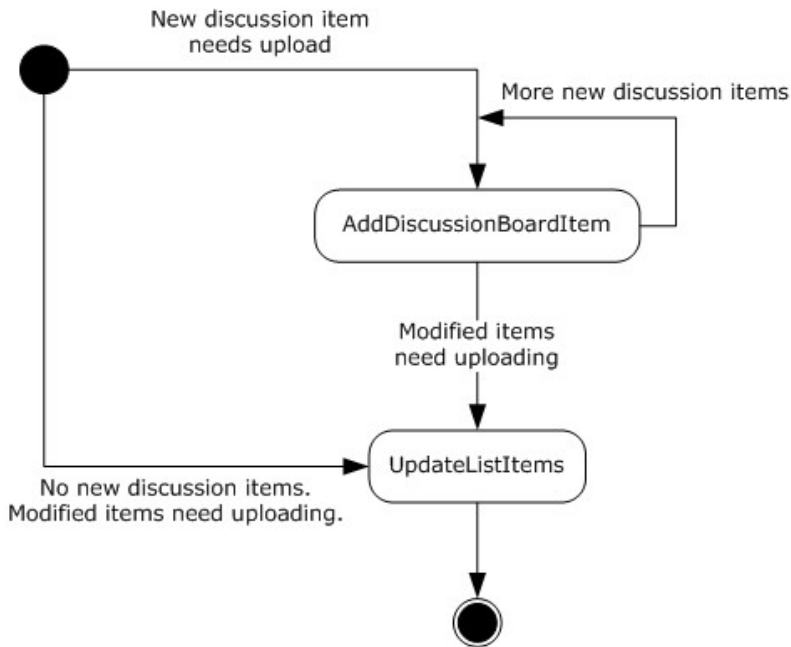 New discussion item
needs upload
More new discussion items
AddDiscussionBoardItem
Modified items
need uploading
UpdateListItems
No new discussion items.
Modified items need uploading.